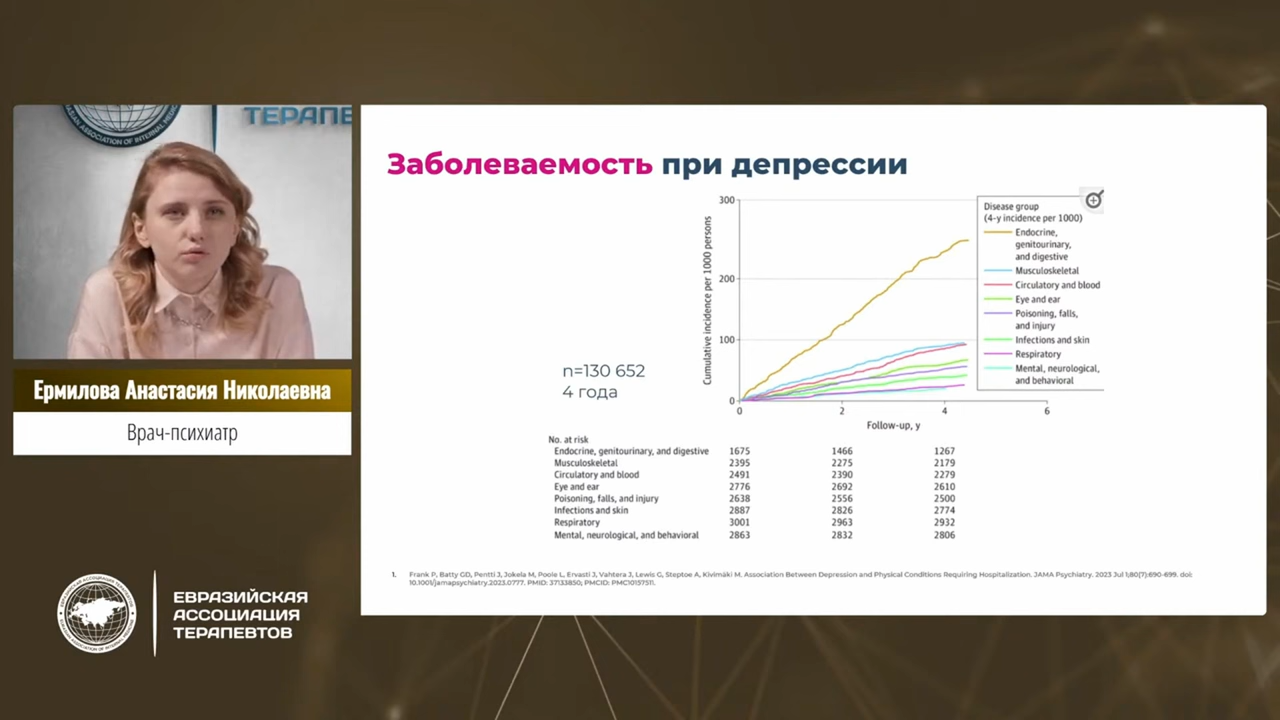 ASIAN ASSOCIATION OF INTERNAL MEDI
ТЕРАПЕ
Ермилова Анастасия Николаевна
Врач-психиатр
ЕВРАЗИЙСКАЯ
АССОЦИАЦИЯ
ТЕРАПЕВТОВ
Заболеваемость при депрессии
n=130 652
4 года
Cumulative incidence per 1000 persons
300
200
100
0
0 2 4 6
Follow-up, y
Disease group
(4-y incidence per 1000)
Endocrine,
genitourinary,
and digestive
Musculoskeletal
Circulatory and blood
Eye and ear
Poisoning, falls,
and injury
Infections and skin
Respiratory
Mental, neurological,
and behavioral
No. at risk
Endocrine, genitourinary, and digestive 1675 1466 1267
Musculoskeletal 2395 2275 2179
Circulatory and blood 2491 2390 2279
Eye and ear 2776 2692 2610
Poisoning, falls, and injury 2638 2556 2500
Infections and skin 2887 2826 2774
Respiratory 3001 2963 2932
Mental, neurological, and behavioral 2863 2832 2806
1. Frank P, Batty GD, Pentti J, Jokela M, Poole L, Ervasti J, Vahtera J, Lewis G, Steptoe A, Kivimäki M. Association Between Depression and Physical Conditions Requiring Hospitalization. JAMA Psychiatry. 2023 Jul 1;80(7):690-699. doi:
10.1001/jamapsychiatry.2023.0777. PMID: 37133850; PMCID: PMC10157511.